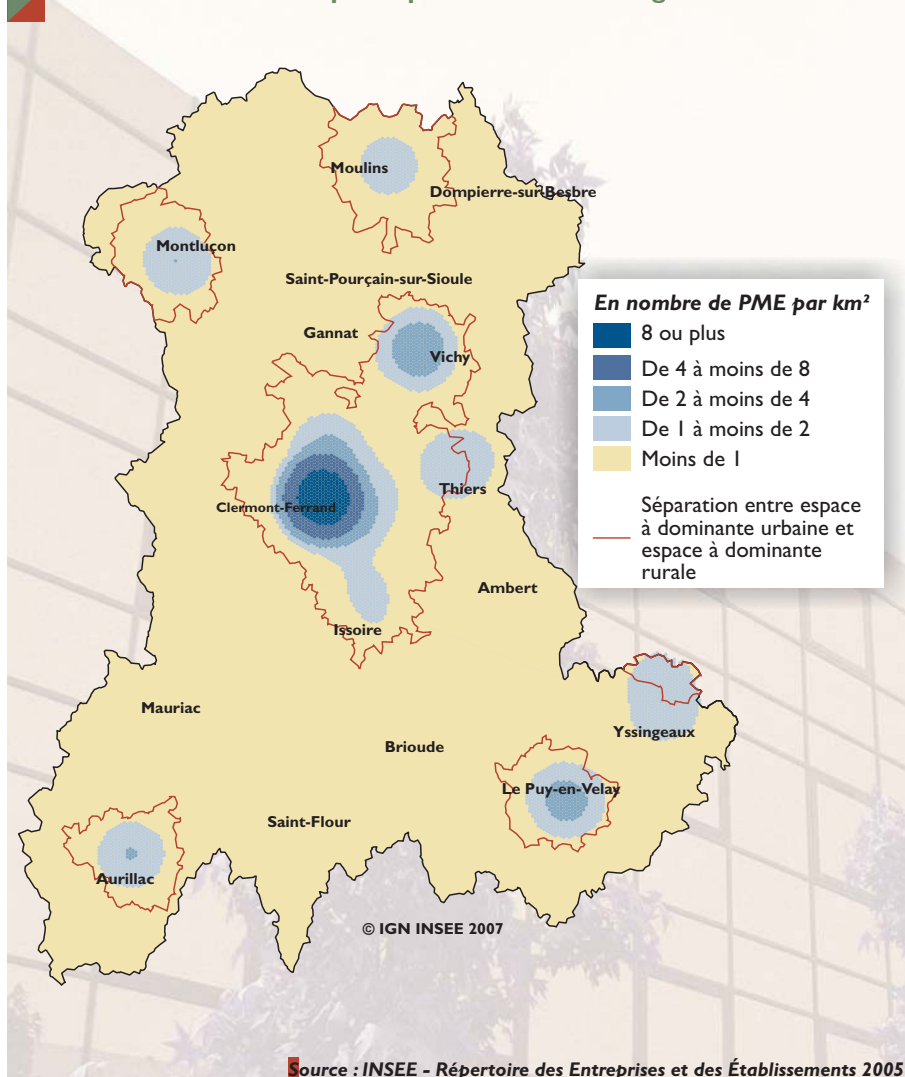 Moulins
Dompierre-sur-Besbre
Montluçon
Saint-Pourçain-sur-Sioule
Gannat
Vichy
Thiers
Clermont-Ferrand
Ambert
Issoire
Mauriac
Yssingeaux
Brioude
Le Puy-en-Velay
Saint-Flour
Aurillac
© IGN INSEE 2007
En nombre de PME par km²
8 ou plus
De 4 à moins de 8
De 2 à moins de 4
De 1 à moins de 2
Moins de 1
Séparation entre espace
à dominante urbaine et
espace à dominante
rurale
Source : INSEE - Répertoire des Entreprises et des Établissements 2005